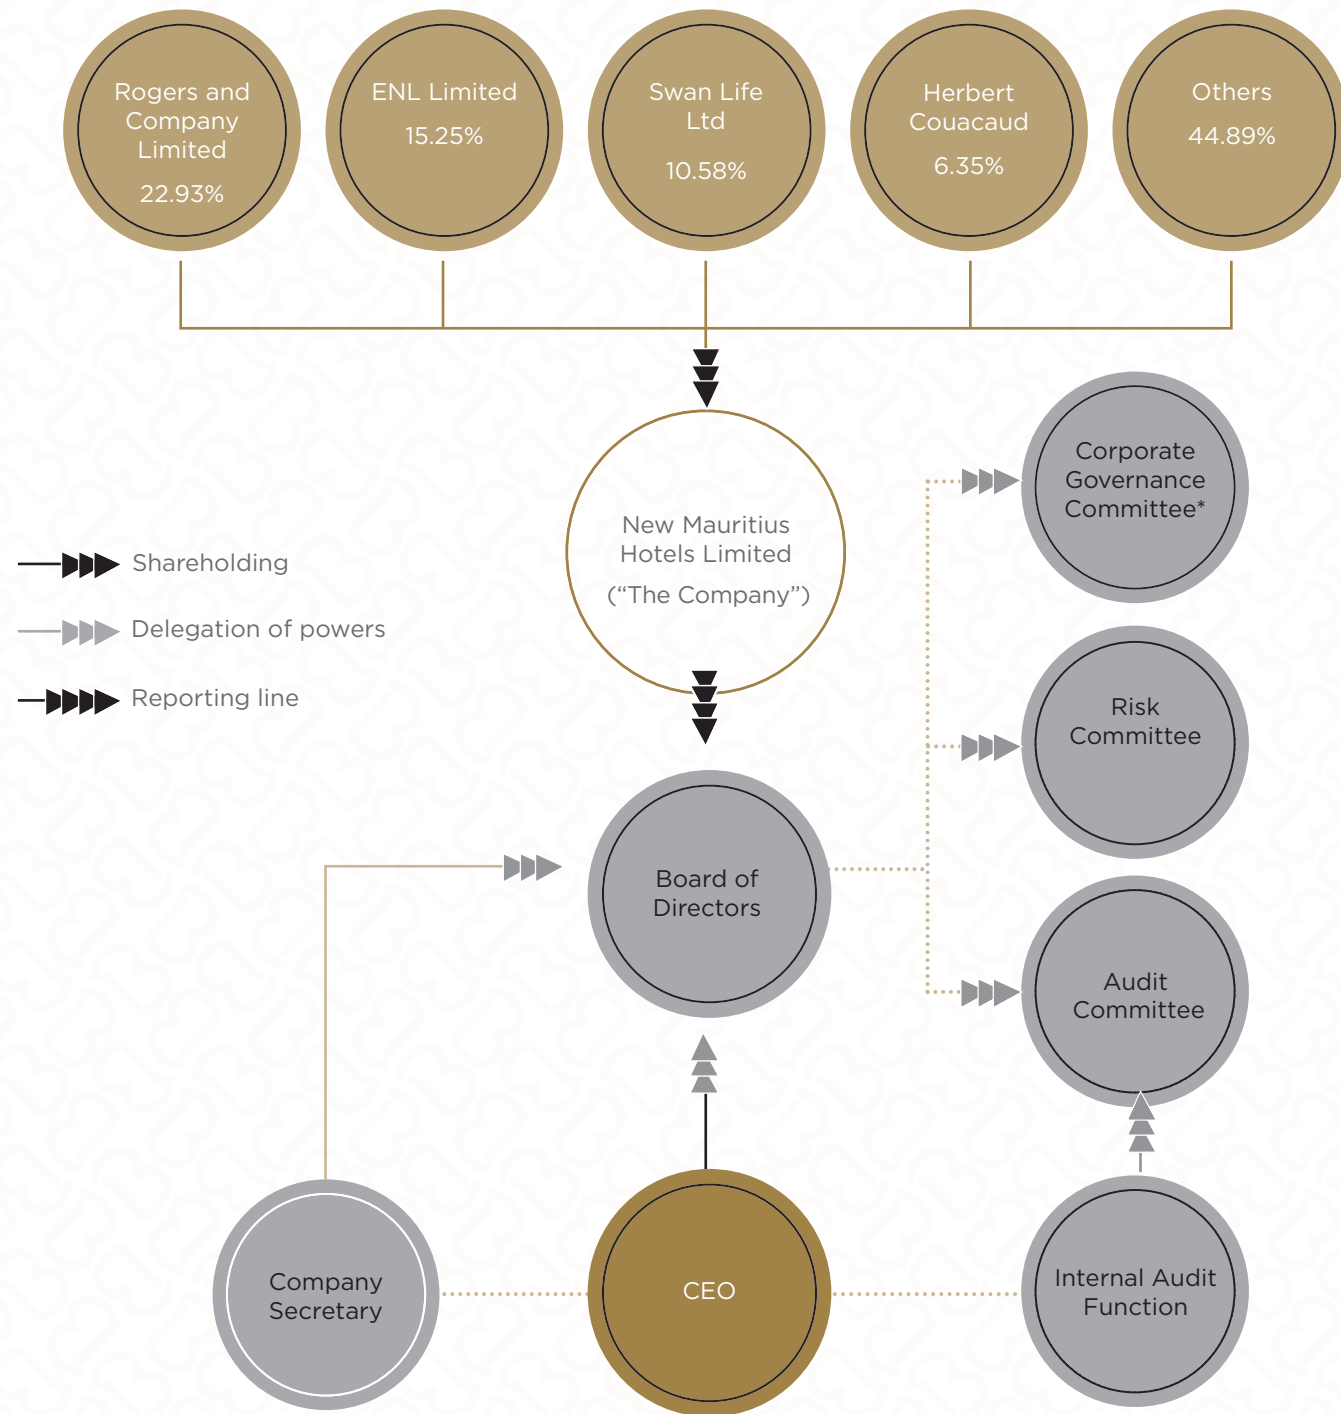 Rogers and
Company
Limited
22.93%
ENL Limited
15.25%
Swan Life
Ltd
10.58%
Herbert
Couacaud
6.35%
Others
44.89%
New Mauritius
Hotels Limited
(“The Company”)
Corporate
Governance
Committee*
Shareholding
Delegation of powers
Reporting line
Risk
Committee
Board of
Directors
Audit
Committee
Company
Secretary
CEO
Internal Audit
Function